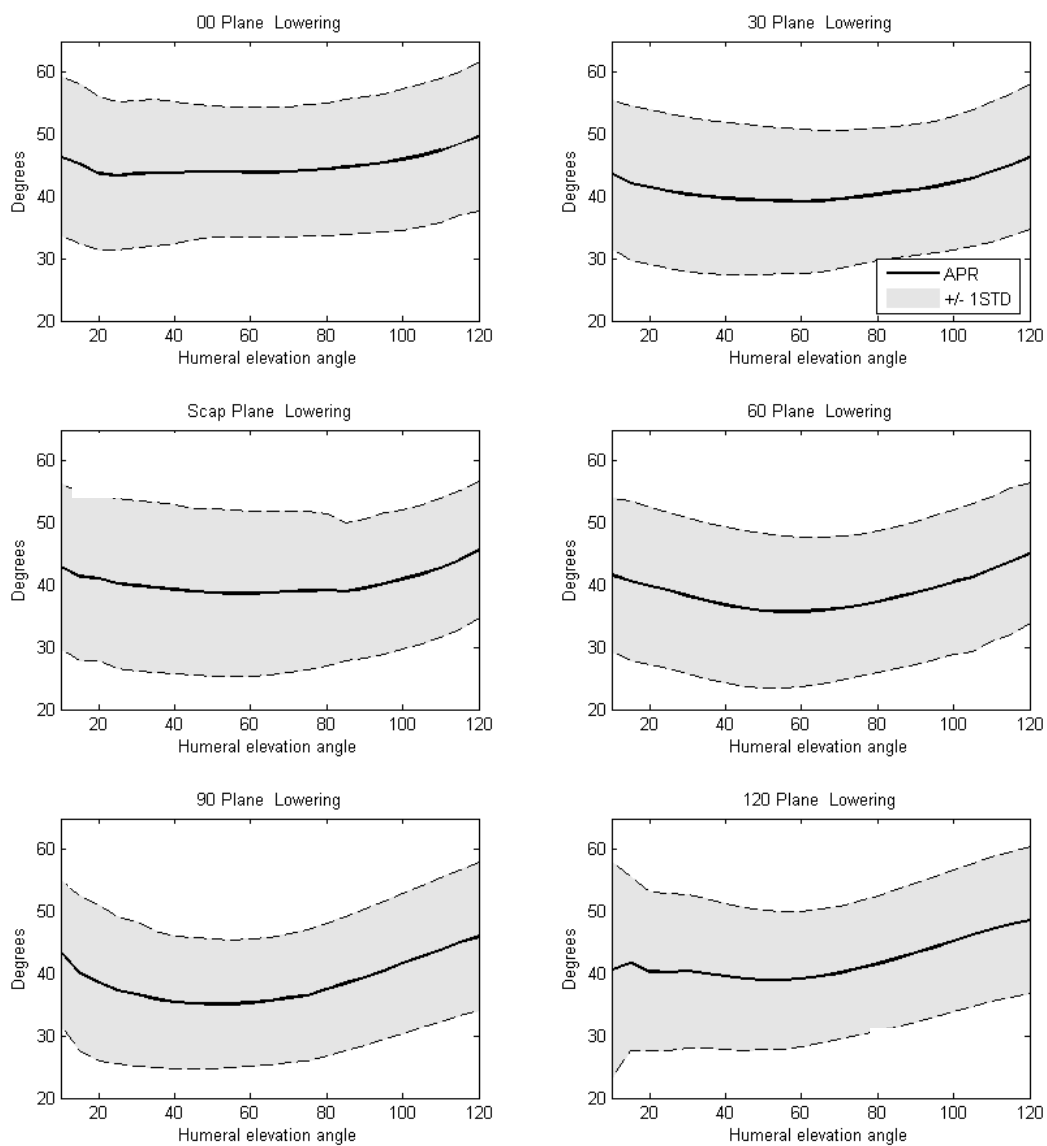 00 Plane Lowering
30 Plane Lowering
60
50
40
30
20
Degrees
20 40 60 80 100 120
Humeral elevation angle
60
50
40
30
20
Degrees
20 40 60 80 100 120
Humeral elevation angle
APR
+/- 1STD
Scap Plane Lowering
60 Plane Lowering
60
50
40
30
20
Degrees
20 40 60 80 100 120
Humeral elevation angle
60
50
40
30
20
Degrees
20 40 60 80 100 120
Humeral elevation angle
90 Plane Lowering
120 Plane Lowering
60
50
40
30
20
Degrees
20 40 60 80 100 120
Humeral elevation angle
60
50
40
30
20
Degrees
20 40 60 80 100 120
Humeral elevation angle